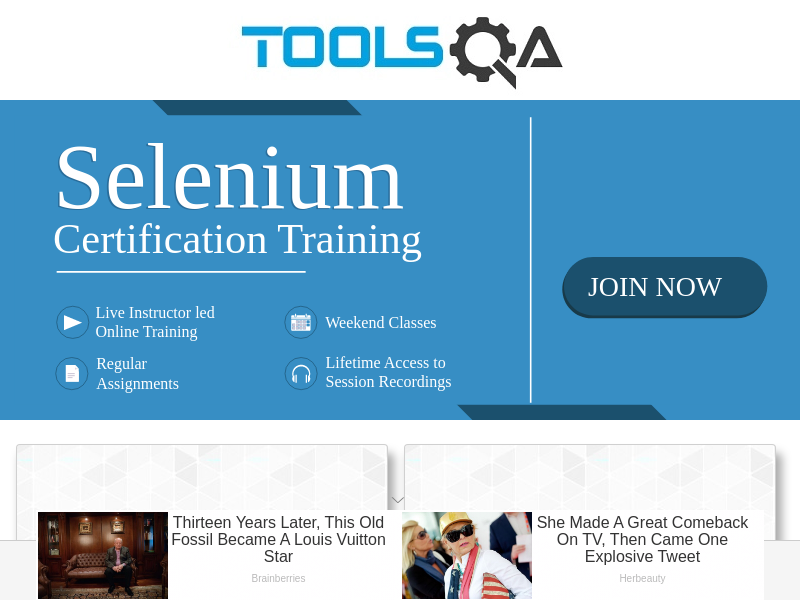 TOOLSQA
Selenium
Certification Training
JOIN NOW
Live Instructor led
Online Training
Weekend Classes
Regular
Assignments
Lifetime Access to
Session Recordings
Thirteen Years Later, This Old
Fossil Became A Louis Vuitton
Star
Brainberries
She Made A Great Comeback
On TV, Then Came One
Explosive Tweet
Herbeauty